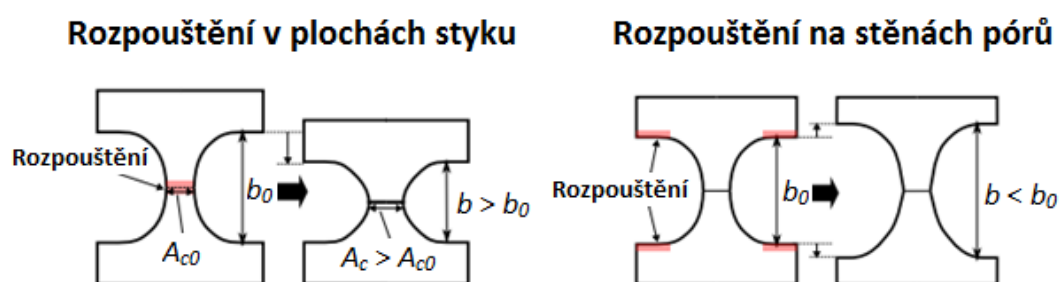 Rozpouštění v plochách styku
Rozpouštění
b0
b > b0
Ac0
Ac > Ac0
Rozpouštění na stěnách pórů
Rozpouštění
b0
b < b0